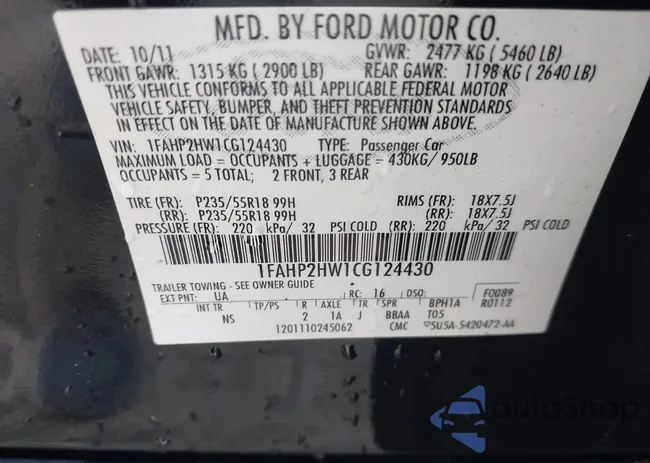 MFD. BY FORD MOTOR CO.
DATE: 10/11 GVWR: 2477 KG ( 5460 LB)
FRONT GAWR: 1315 KG ( 2900 LB) REAR GAWR: 1198 KG ( 2640 LB)
THIS VEHICLE CONFORMS TO ALL APPLICABLE FEDERAL MOTOR
VEHICLE SAFETY, BUMPER, AND THEFT PREVENTION STANDARDS
IN EFFECT ON THE DATE OF MANUFACTURE SHOWN ABOVE.
VIN: 1FAHP2HW1CG124430 TYPE: Passenger Car
MAXIMUM LOAD = OCCUPANTS + LUGGAGE = 430KG/ 950LB
OCCUPANTS = 5 TOTAL; 2 FRONT, 3 REAR
TIRE (FR): P235/55R18 99H RIMS (FR): 18X7.5J
(RR): P235/55R18 99H (RR): 18X7.5J
PRESSURE (FR): 220 kPa/ 32 PSI COLD (RR): 220 kPa/ 32 PSI COLD
1FAHP2HW1CG124430
TRAILER TOWING - SEE OWNER GUIDE
EXT PNT: UA RC: 16 DSO: F0089
INT TR TP/PS R AXLE TR SPR BPH1A R0112
NS 2 1A J BBAA T05
1201110245062 CMC 5U5A-5420472-AA
autoSnap